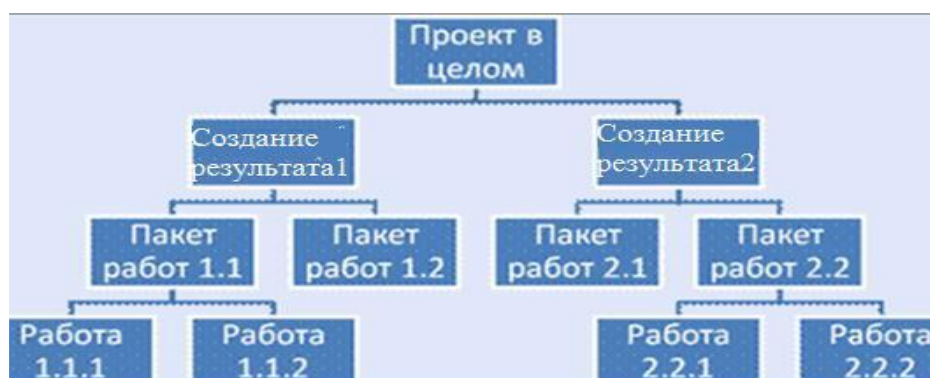 Проект в
целом
Создание
результата1
Создание
результата2
Пакет
работ 1.1
Пакет
работ 1.2
Пакет
работ 2.1
Пакет
работ 2.2
Работа
1.1.1
Работа
1.1.2
Работа
2.2.1
Работа
2.2.2